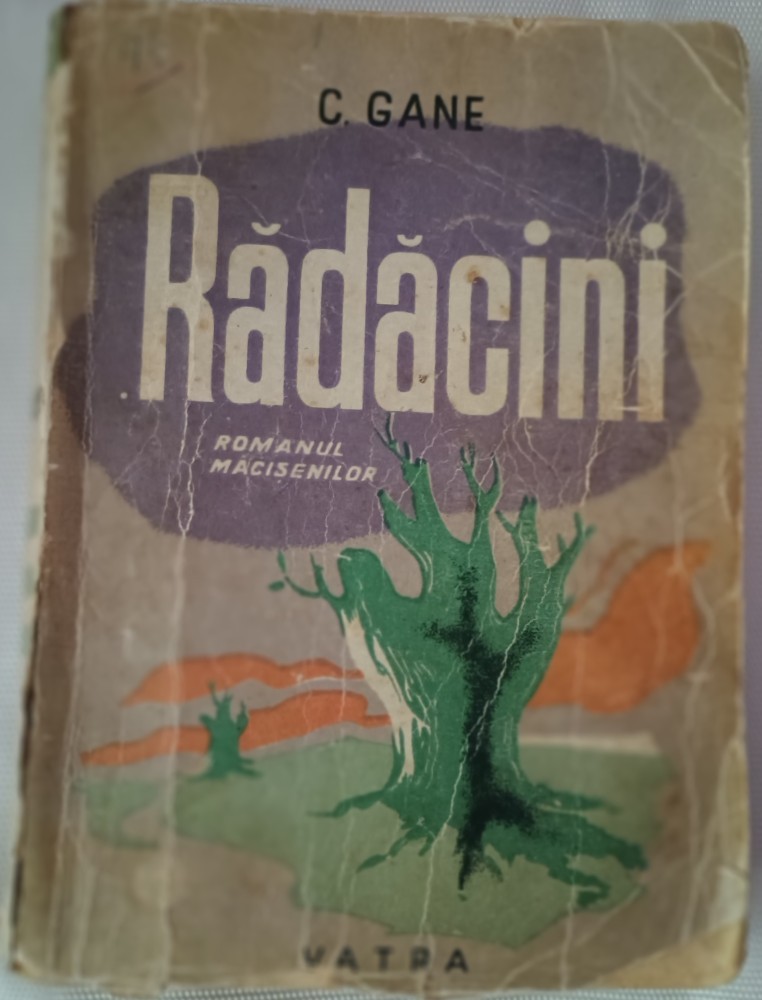 C. GANE
Rădăcini
ROMANUL
MĂCIȘENILOR
VATRA